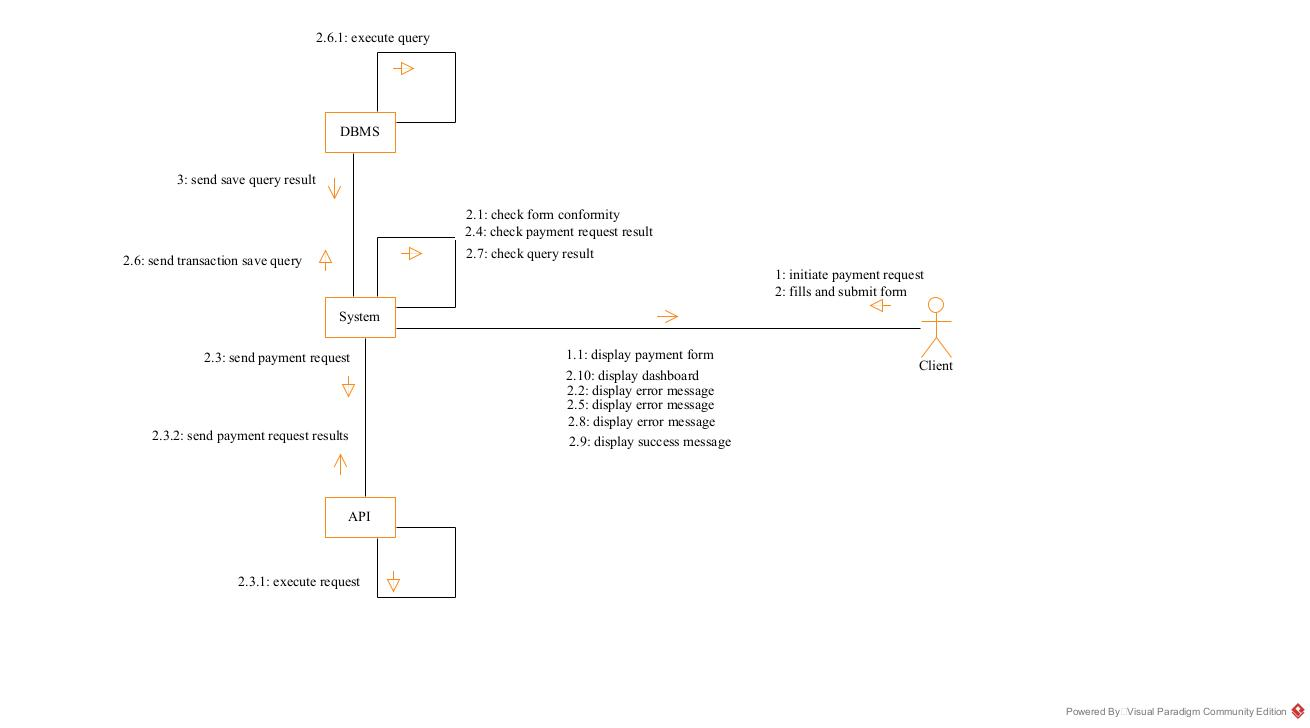 2.6.1: execute query
DBMS
3: send save query result
2.1: check form conformity
2.4: check payment request result
2.7: check query result
2.6: send transaction save query
1: initiate payment request
2: fills and submit form
System
2.3: send payment request
1.1: display payment form
Client
2.10: display dashboard
2.2: display error message
2.5: display error message
2.8: display error message
2.3.2: send payment request results
2.9: display success message
API
2.3.1: execute request
Powered By Visual Paradigm Community Edition